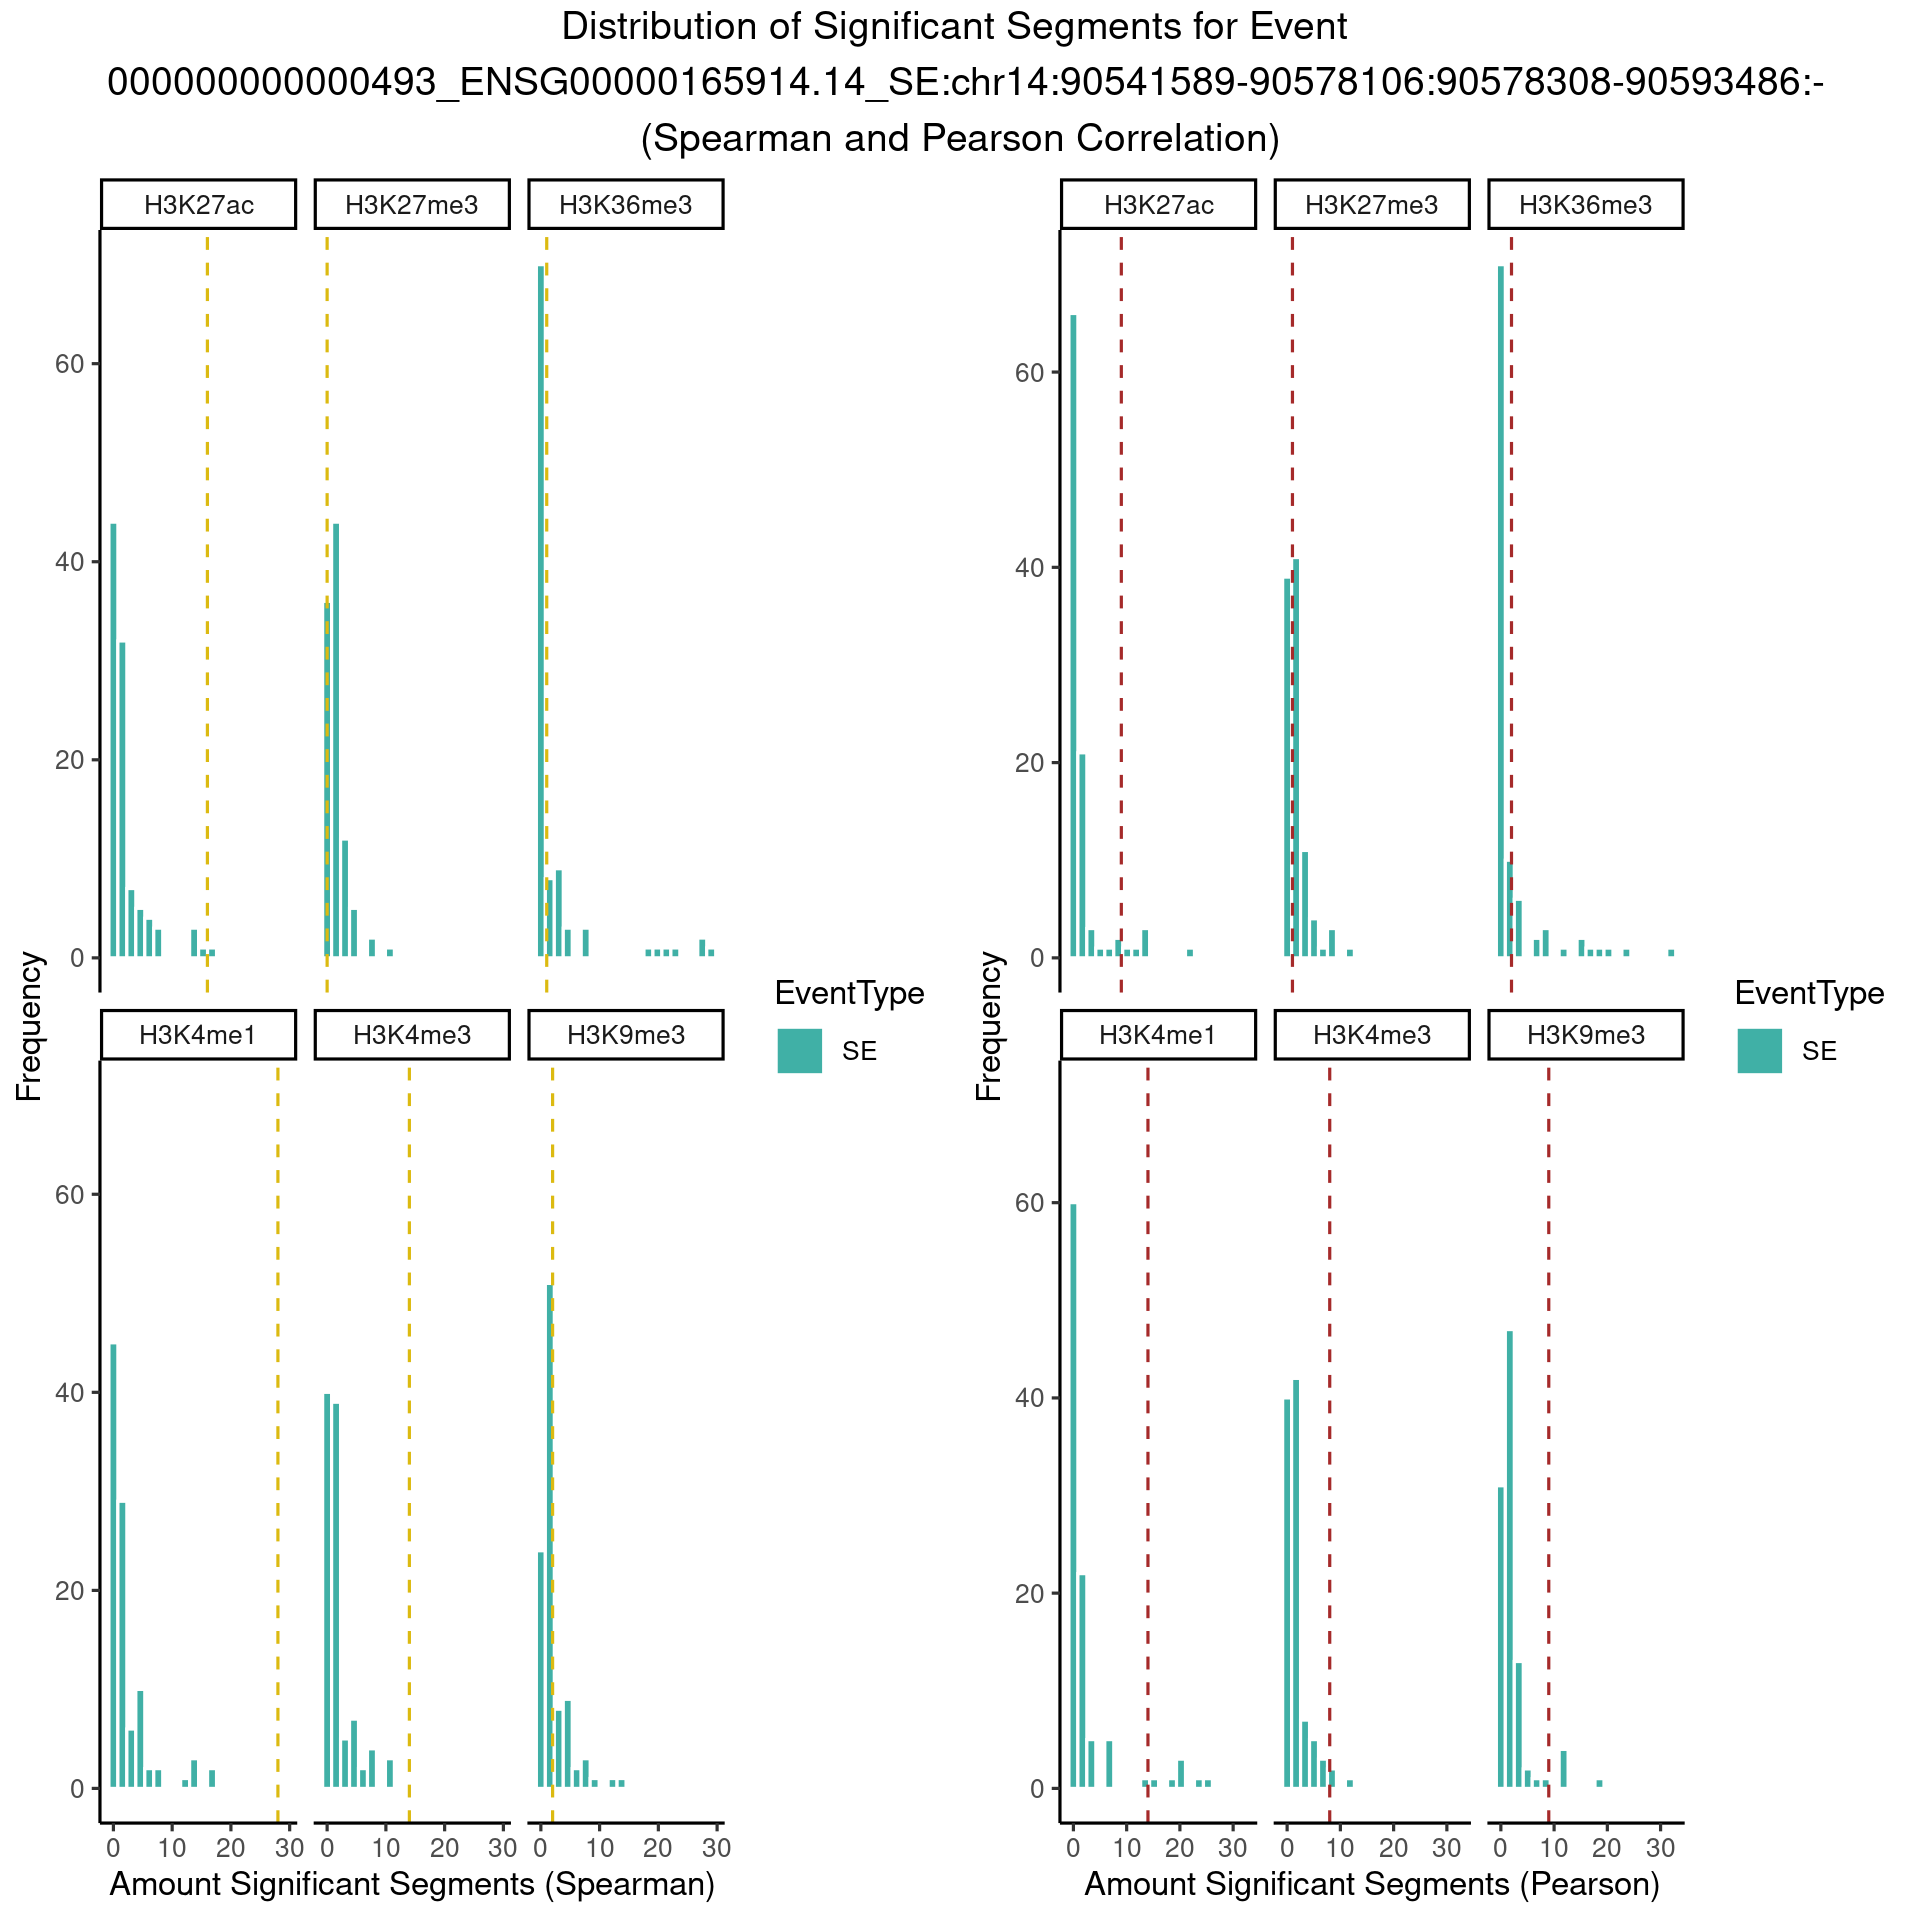 Distribution of Significant Segments for Event
000000000000493_ENSG00000165914.14_SE:chr14:90541589-90578106:90578308-90593486:-
(Spearman and Pearson Correlation)
H3K27ac H3K27me3 H3K36me3
60
40
20
0
H3K4me1 H3K4me3 H3K9me3
60
40
20
0
0 10 20 30 0 10 20 30 0 10 20 30
Frequency
Amount Significant Segments (Spearman)
EventType
SE
H3K27ac H3K27me3 H3K36me3
60
40
20
0
H3K4me1 H3K4me3 H3K9me3
60
40
20
0
0 10 20 30 0 10 20 30 0 10 20 30
Frequency
Amount Significant Segments (Pearson)
EventType
SE